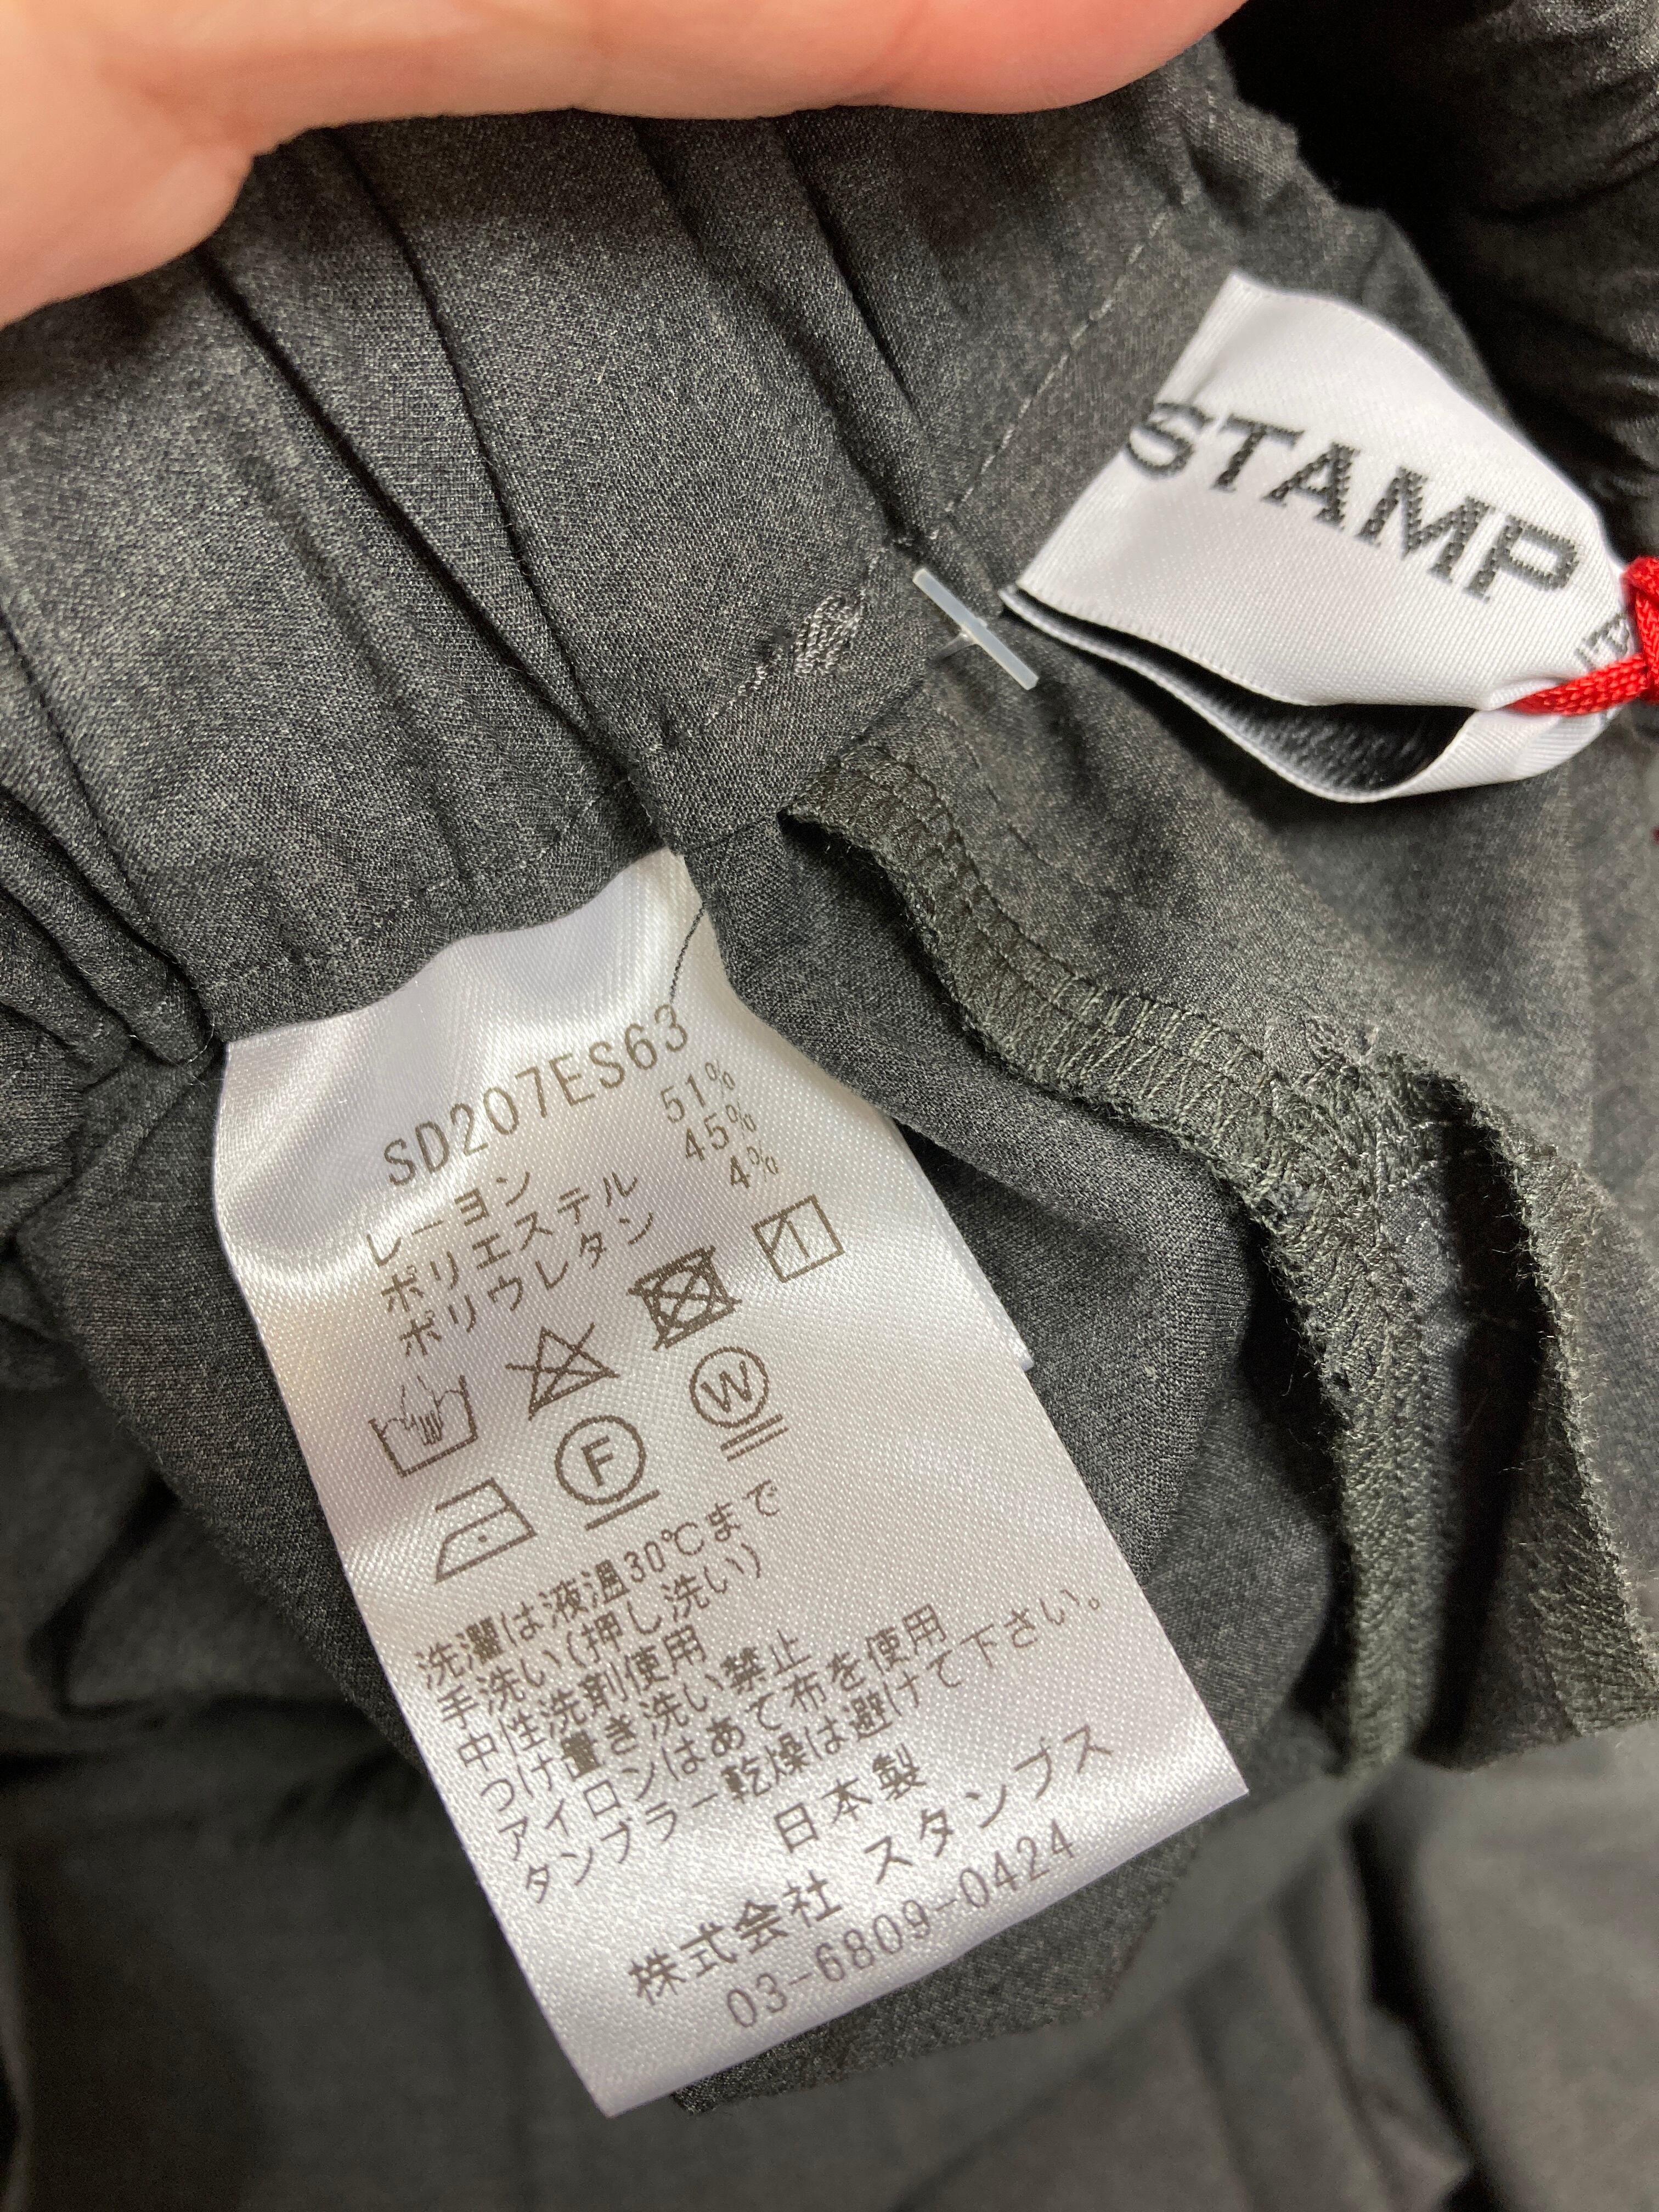 STAMP
SD207ES63
レーヨン 51%
ポリエステル 45%
ポリウレタン 4%
F
W
洗濯は液温30℃まで
手洗い(押し洗い)
中性洗剤使用
つけ置き洗い禁止
アイロンはあて布を使用
タンブラー乾燥は避けて下さい。
日本製
株式会社 スタンプス
03-6809-0424